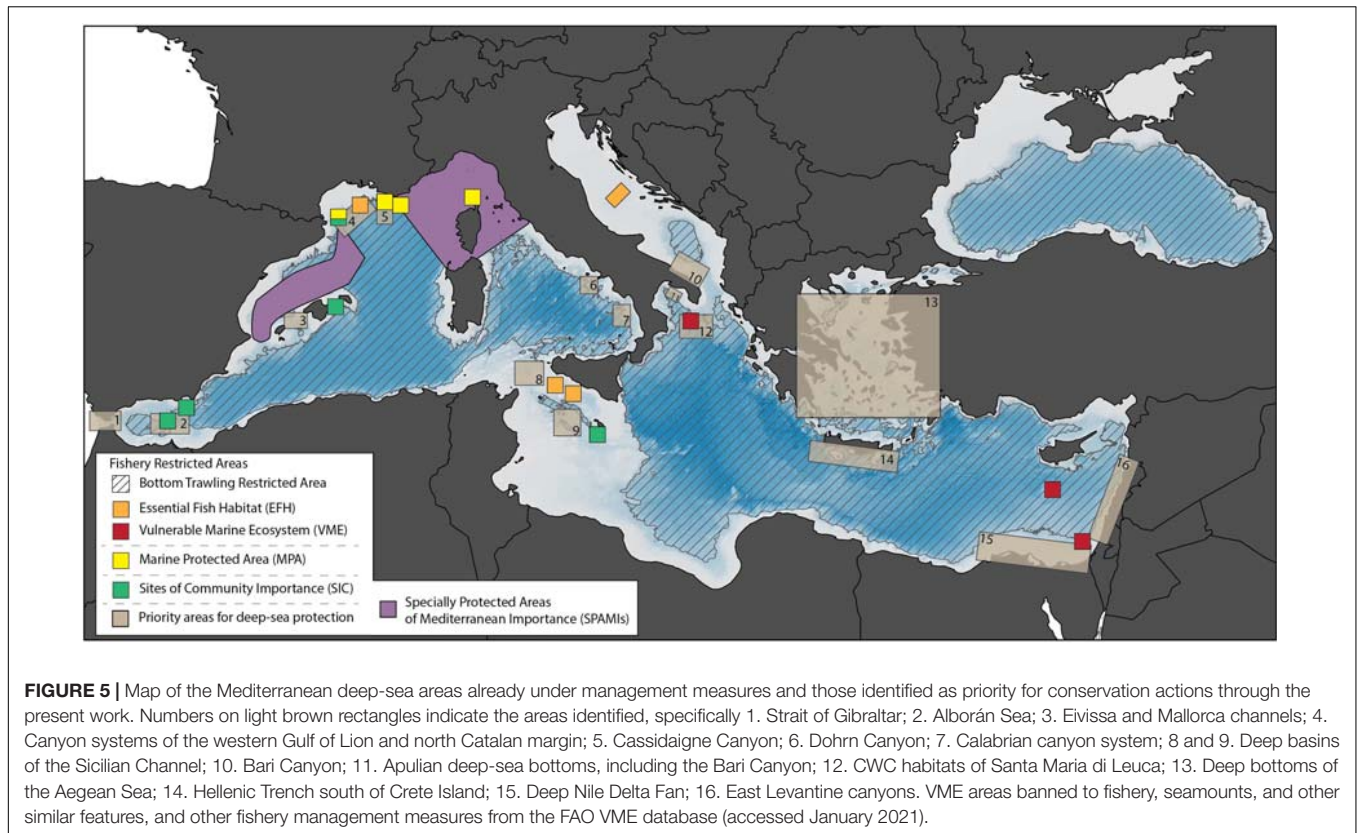 13
10
4
5
6
11
3
7
12
8
1
2
9
14
16
15
Fishery Restricted Areas
Bottom Trawling Restricted Area
Essential Fish Habitat (EFH)
Vulnerable Marine Ecosystem (VME)
Marine Protected Area (MPA)
Sites of Community Importance (SIC)
Priority areas for deep-sea protection
Specially Protected Areas
of Mediterranean Importance (SPAMIs)
FIGURE 5 | Map of the Mediterranean deep-sea areas already under management measures and those identified as priority for conservation actions through the
present work. Numbers on light brown rectangles indicate the areas identified, specifically 1. Strait of Gibraltar; 2. Alborán Sea; 3. Eivissa and Mallorca channels; 4.
Canyon systems of the western Gulf of Lion and north Catalan margin; 5. Cassidaigne Canyon; 6. Dohrn Canyon; 7. Calabrian canyon system; 8 and 9. Deep basins
of the Sicilian Channel; 10. Bari Canyon; 11. Apulian deep-sea bottoms, including the Bari Canyon; 12. CWC habitats of Santa Maria di Leuca; 13. Deep bottoms of
the Aegean Sea; 14. Hellenic Trench south of Crete Island; 15. Deep Nile Delta Fan; 16. East Levantine canyons. VME areas banned to fishery, seamounts, and other
similar features, and other fishery management measures from the FAO VME database (accessed January 2021).